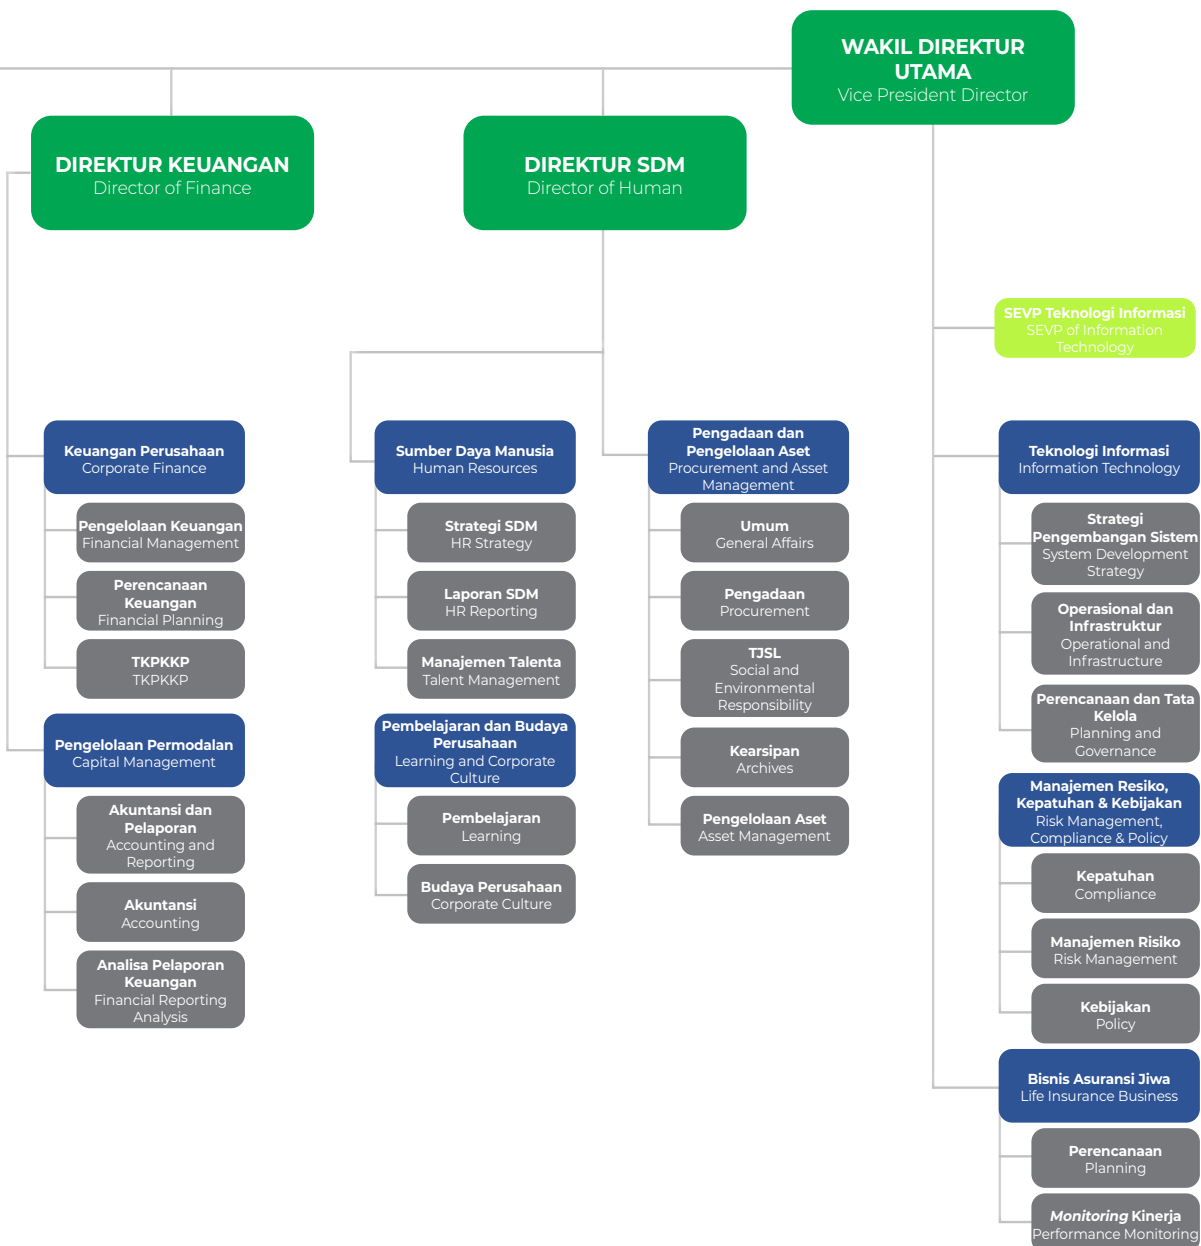 WAKIL DIREKTUR
UTAMA
Vice President Director
DIREKTUR KEUANGAN
Director of Finance
DIREKTUR SDM
Director of Human
SEVP Teknologi Informasi
SEVP of Information
Technology
Keuangan Perusahaan
Corporate Finance
Pengelolaan Keuangan
Financial Management
Perencanaan
Keuangan
Financial Planning
TKPKKP
TKPKKP
Pengelolaan Permodalan
Capital Management
Akuntansi dan
Pelaporan
Accounting and
Reporting
Akuntansi
Accounting
Analisa Pelaporan
Keuangan
Financial Reporting
Analysis
Sumber Daya Manusia
Human Resources
Strategi SDM
HR Strategy
Laporan SDM
HR Reporting
Manajemen Talenta
Talent Management
Pembelajaran dan Budaya
Perusahaan
Learning and Corporate
Culture
Pembelajaran
Learning
Budaya Perusahaan
Corporate Culture
Pengadaan dan
Pengelolaan Aset
Procurement and Asset
Management
Umum
General Affairs
Pengadaan
Procurement
TJSL
Social and
Environmental
Responsibility
Kearsipan
Archives
Pengelolaan Aset
Asset Management
Teknologi Informasi
Information Technology
Strategi
Pengembangan Sistem
System Development
Strategy
Operasional dan
Infrastruktur
Operational and
Infrastructure
Perencanaan dan Tata
Kelola
Planning and
Governance
Manajemen Resiko,
Kepatuhan & Kebijakan
Risk Management,
Compliance & Policy
Kepatuhan
Compliance
Manajemen Risiko
Risk Management
Kebijakan
Policy
Bisnis Asuransi Jiwa
Life Insurance Business
Perencanaan
Planning
Monitoring Kinerja
Performance Monitoring